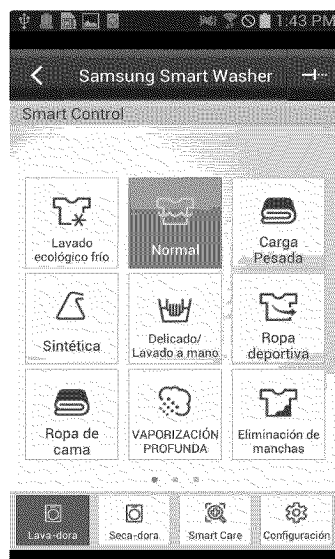 1:43 PM
Samsung Smart Washer
Smart Control
Lavado
ecológico frío
Normal
Carga
Pesada
Sintética
Delicado/
Lavado a mano
Ropa
deportiva
Ropa de
cama
VAPORIZACIÓN
PROFUNDA
Eliminación de
manchas
Lava-dora
Seca-dora
Smart Care
Configuración